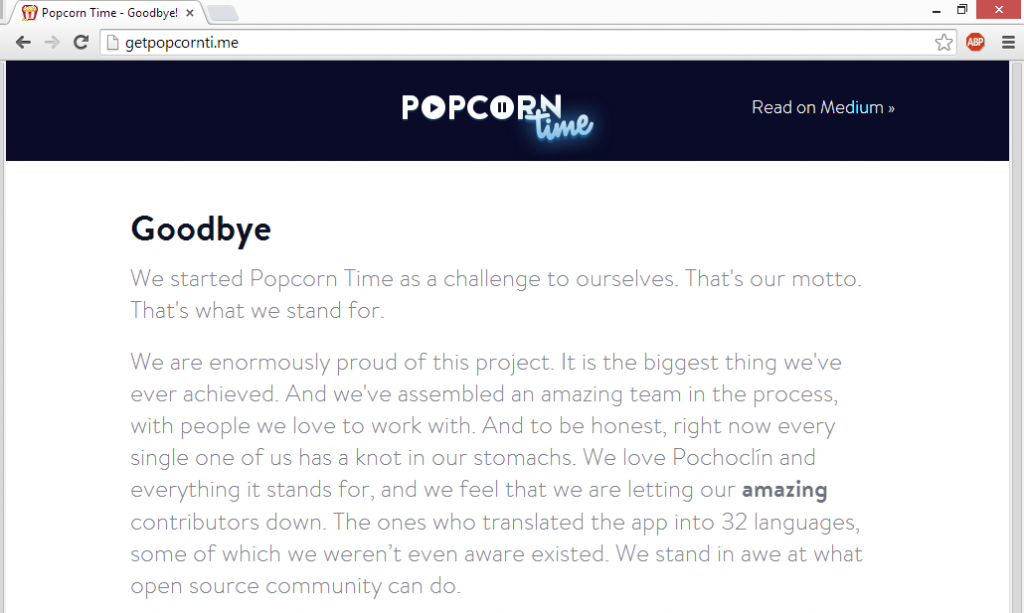 Popcorn Time - Goodbye!
getpopcornti.me
ABP
POPCORN
time
Read on Medium »
Goodbye
We started Popcorn Time as a challenge to ourselves. That's our motto.
That's what we stand for.
We are enormously proud of this project. It is the biggest thing we've
ever achieved. And we've assembled an amazing team in the process,
with people we love to work with. And to be honest, right now every
single one of us has a knot in our stomachs. We love Pochoclín and
everything it stands for, and we feel that we are letting our amazing
contributors down. The ones who translated the app into 32 languages,
some of which we weren’t even aware existed. We stand in awe at what
open source community can do.